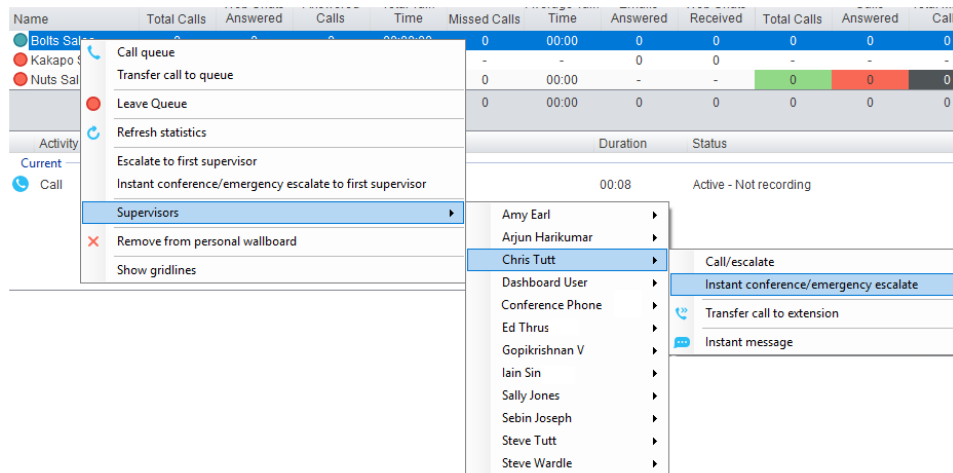 Name Total Calls Answered Calls Time Missed Calls Time Answered Received Total Calls Answered
Bolts 0 00:00 0 0 0 0 0
Kakapo - - 0 0 - - -
Nuts Sal 0 00:00 - - 0 0 0
0 00:00 0 0 0 0 0
Call queue
Transfer call to queue
Leave Queue
Refresh statistics
Escalate to first supervisor
Instant conference/emergency escalate to first supervisor
Supervisors
Remove from personal wallboard
Show gridlines
Activity Duration Status
Current
Call 00:08 Active - Not recording
Amy Earl
Arjun Harikumar
Chris Tutt
Dashboard User
Conference Phone
Ed Thrus
Gopikrishnan V
Iain Sin
Sally Jones
Sebin Joseph
Steve Tutt
Steve Wardle
Call/escalate
Instant conference/emergency escalate
Transfer call to extension
Instant message